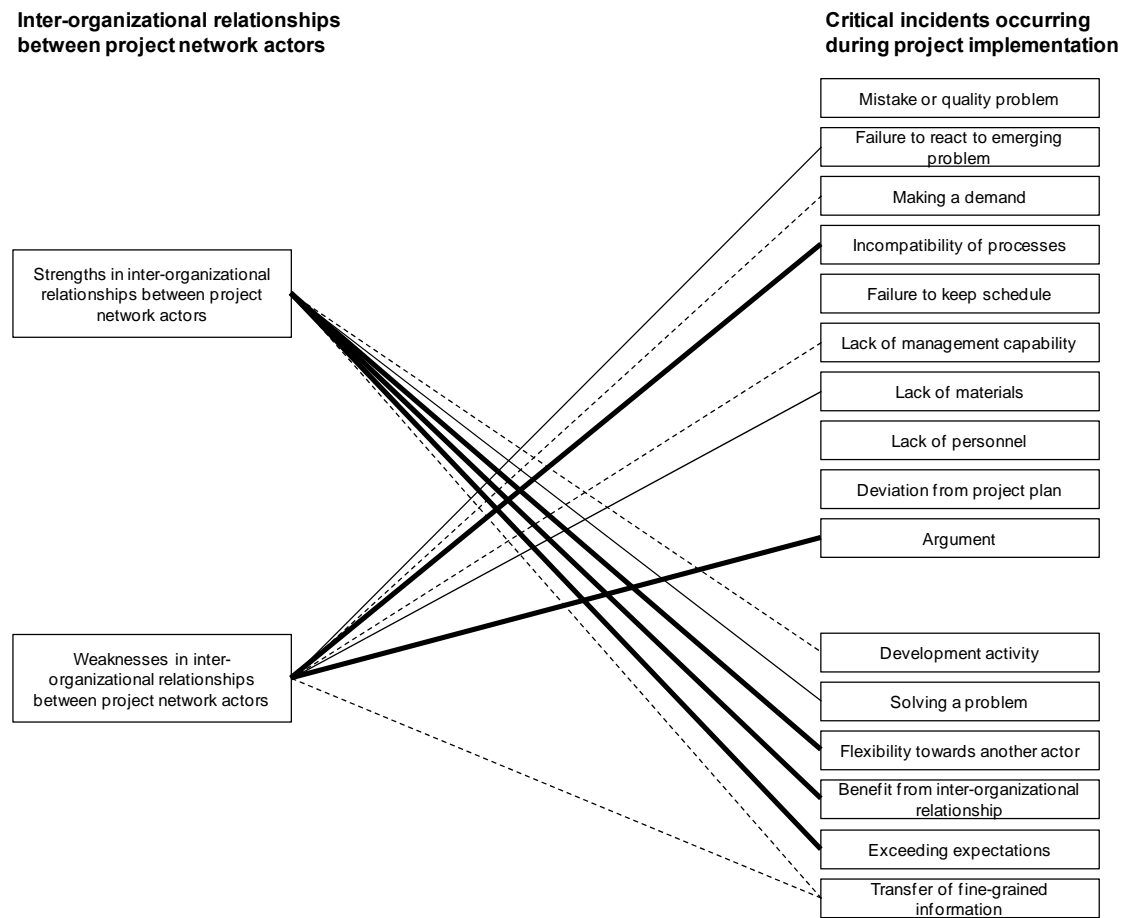 Inter-organizational relationships
between project network actors
Critical incidents occurring
during project implementation
Mistake or quality problem
Failure to react to emerging
problem
Making a demand
Incompatibility of processes
Failure to keep schedule
Lack of management capability
Lack of materials
Lack of personnel
Deviation from project plan
Argument
Strengths in inter-organizational
relationships between project
network actors
Weaknesses in inter-
organizational relationships
between project network actors
Development activity
Solving a problem
Flexibility towards another actor
Benefit from inter-organizational
relationship
Exceeding expectations
Transfer of fine-grained
information